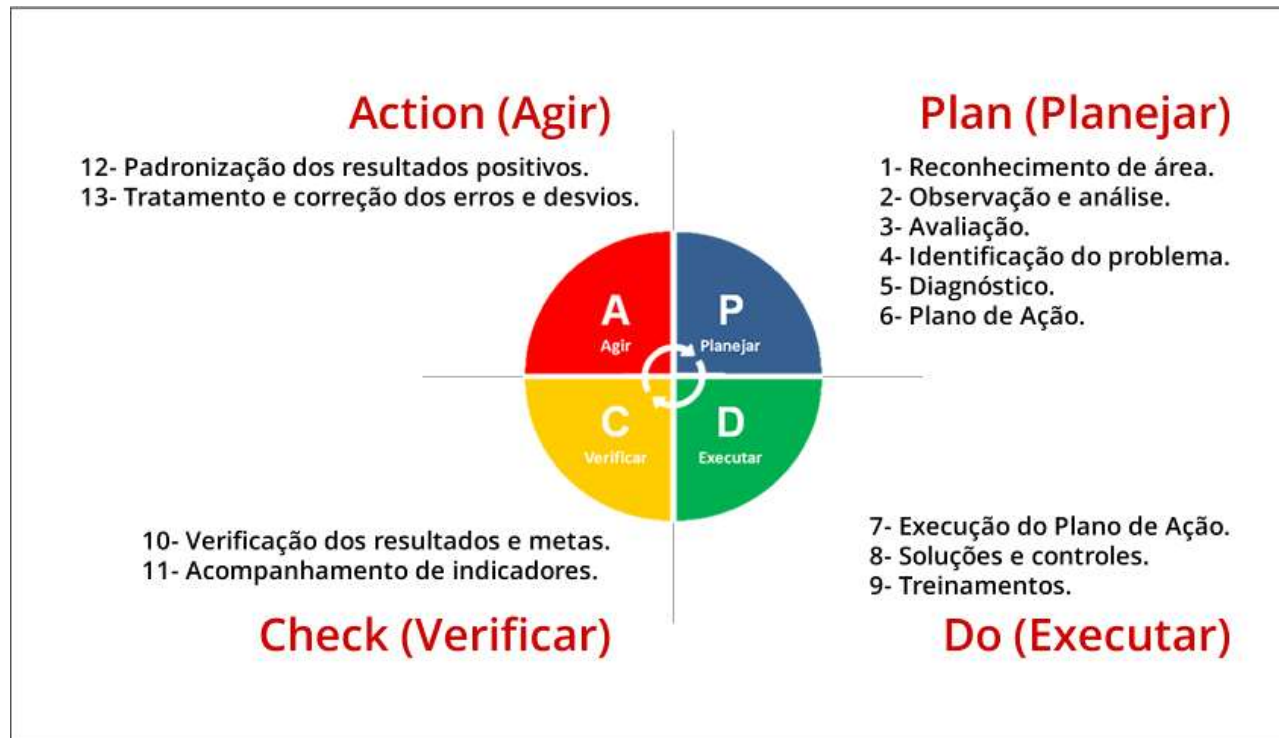 Action (Agir)
12- Padronização dos resultados positivos.
13- Tratamento e correção dos erros e desvios.
Plan (Planejar)
1- Reconhecimento de área.
2- Observação e análise.
3- Avaliação.
4- Identificação do problema.
5- Diagnóstico.
6- Plano de Ação.
A
Agir
P
Planejar
C
Verificar
D
Executar
10- Verificação dos resultados e metas.
11- Acompanhamento de indicadores.
Check (Verificar)
7- Execução do Plano de Ação.
8- Soluções e controles.
9- Treinamentos.
Do (Executar)